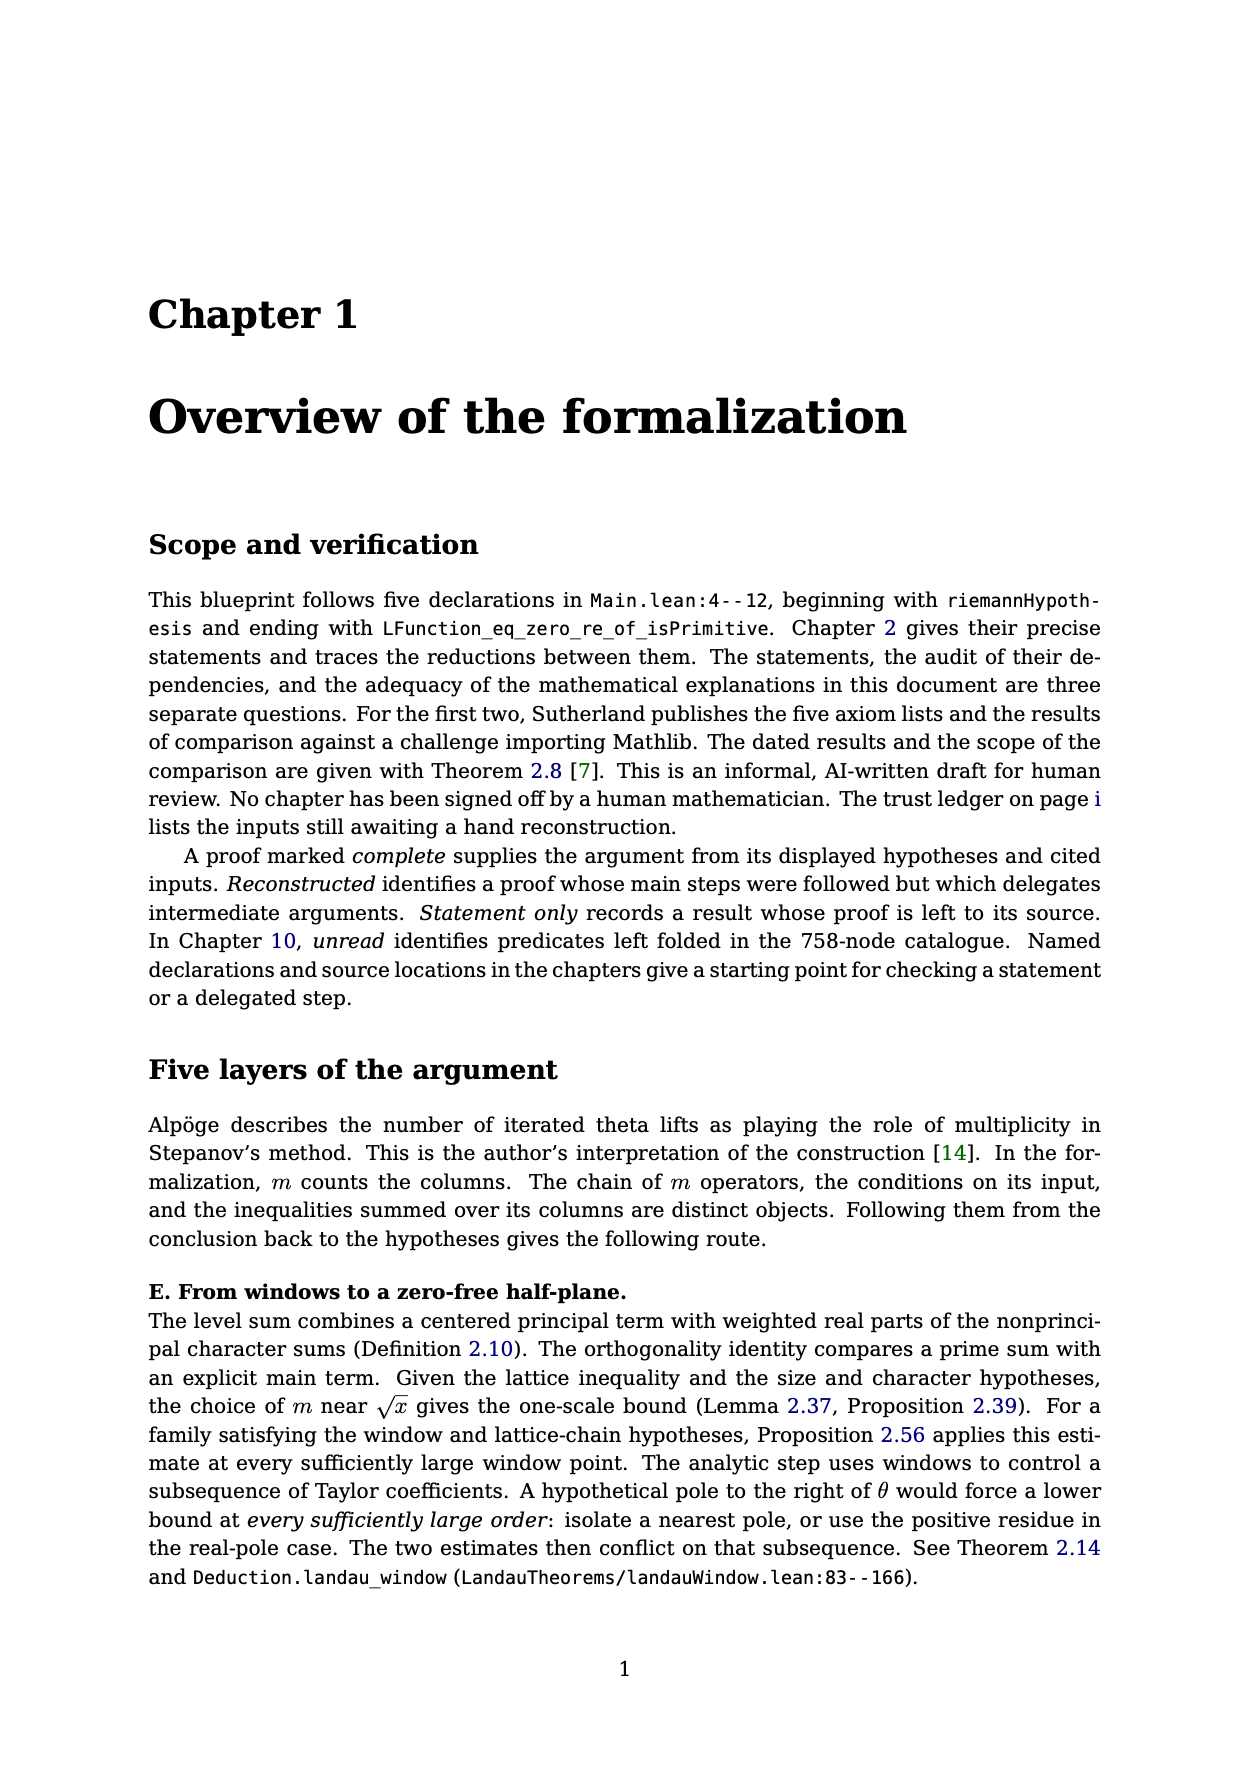 Chapter 1
Overview of the formalization
Scope and verification
This blueprint follows five declarations in Main.lean:4--12, beginning with riemannHypoth-
esis and ending with LFunction_eq_zero_re_of_isPrimitive. Chapter 2 gives their precise
statements and traces the reductions between them. The statements, the audit of their de-
pendencies, and the adequacy of the mathematical explanations in this document are three
separate questions. For the first two, Sutherland publishes the five axiom lists and the results
of comparison against a challenge importing Mathlib. The dated results and the scope of the
comparison are given with Theorem 2.8 [7]. This is an informal, AI-written draft for human
review. No chapter has been signed off by a human mathematician. The trust ledger on page i
lists the inputs still awaiting a hand reconstruction.
A proof marked complete supplies the argument from its displayed hypotheses and cited
inputs. Reconstructed identifies a proof whose main steps were followed but which delegates
intermediate arguments. Statement only records a result whose proof is left to its source.
In Chapter 10, unread identifies predicates left folded in the 758-node catalogue. Named
declarations and source locations in the chapters give a starting point for checking a statement
or a delegated step.
Five layers of the argument
Alpöge describes the number of iterated theta lifts as playing the role of multiplicity in
Stepanov's method. This is the author's interpretation of the construction [14]. In the for-
malization, m counts the columns. The chain of m operators, the conditions on its input,
and the inequalities summed over its columns are distinct objects. Following them from the
conclusion back to the hypotheses gives the following route.
E. From windows to a zero-free half-plane.
The level sum combines a centered principal term with weighted real parts of the nonprinci-
pal character sums (Definition 2.10). The orthogonality identity compares a prime sum with
an explicit main term. Given the lattice inequality and the size and character hypotheses,
the choice of m near √x gives the one-scale bound (Lemma 2.37, Proposition 2.39). For a
family satisfying the window and lattice-chain hypotheses, Proposition 2.56 applies this esti-
mate at every sufficiently large window point. The analytic step uses windows to control a
subsequence of Taylor coefficients. A hypothetical pole to the right of θ would force a lower
bound at every sufficiently large order: isolate a nearest pole, or use the positive residue in
the real-pole case. The two estimates then conflict on that subsequence. See Theorem 2.14
and Deduction.landau_window (LandauTheorems/landauWindow.lean:83--166).
1